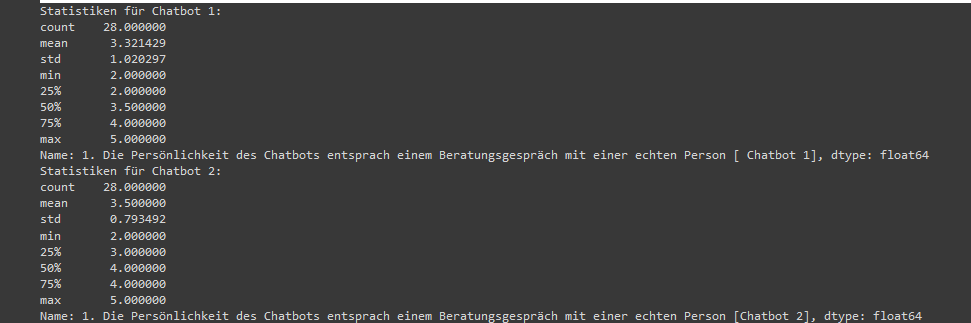 Statistiken für Chatbot 1:
count    28.000000
mean      3.321429
std       1.020297
min       2.000000
25%       2.000000
50%       3.500000
75%       4.000000
max       5.000000
Name: 1. Die Persönlichkeit des Chatbots entsprach einem Beratungsgespräch mit einer echten Person [ Chatbot 1], dtype: float64
Statistiken für Chatbot 2:
count    28.000000
mean      3.500000
std       0.793492
min       2.000000
25%       3.000000
50%       4.000000
75%       4.000000
max       5.000000
Name: 1. Die Persönlichkeit des Chatbots entsprach einem Beratungsgespräch mit einer echten Person [Chatbot 2], dtype: float64